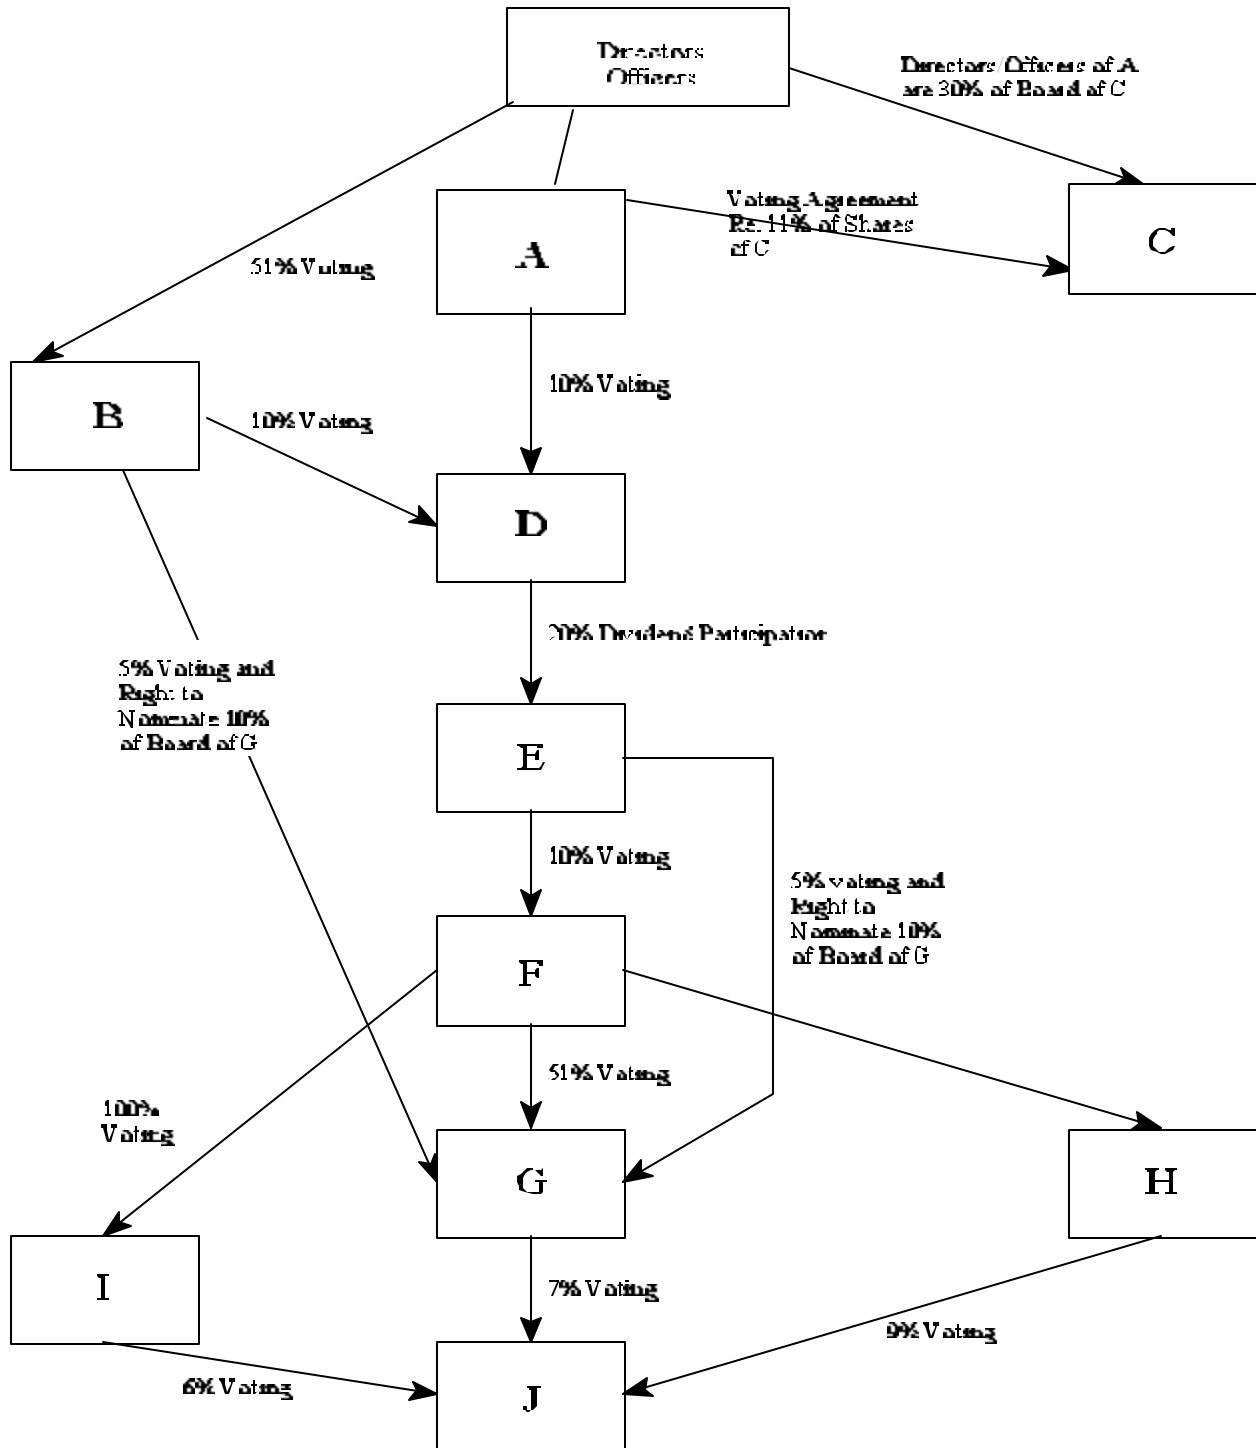 Directors
Officers
Directors/Officers of A
are 30% of Board of C
Voting Agreement
Re: 11% of Shares
of C
C
A
51% Voting
10% Voting
B
10% Voting
D
20% Dividend Participation
5% Voting and
Right to
Nominate 10%
of Board of G
E
10% Voting
5% voting and
Right to
Nominate 10%
of Board of G
F
51% Voting
100%
Voting
G
H
I
7% Voting
9% Voting
6% Voting
J